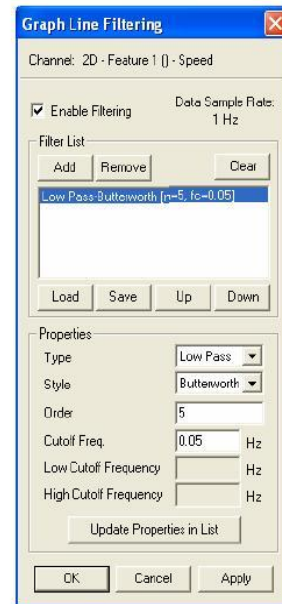 Graph Line Filtering
Channel: 2D - Feature 1 () - Speed
Enable Filtering
Data Sample Rate:
1 Hz
Filter List
Add Remove Clear
Low Pass-Butterworth [n=5, fc=0.05]
Load Save Up Down
Properties
Type Low Pass
Style Butterworth
Order 5
Cutoff Freq. 0.05 Hz
Low Cutoff Frequency Hz
High Cutoff Frequency Hz
Update Properties in List
OK Cancel Apply